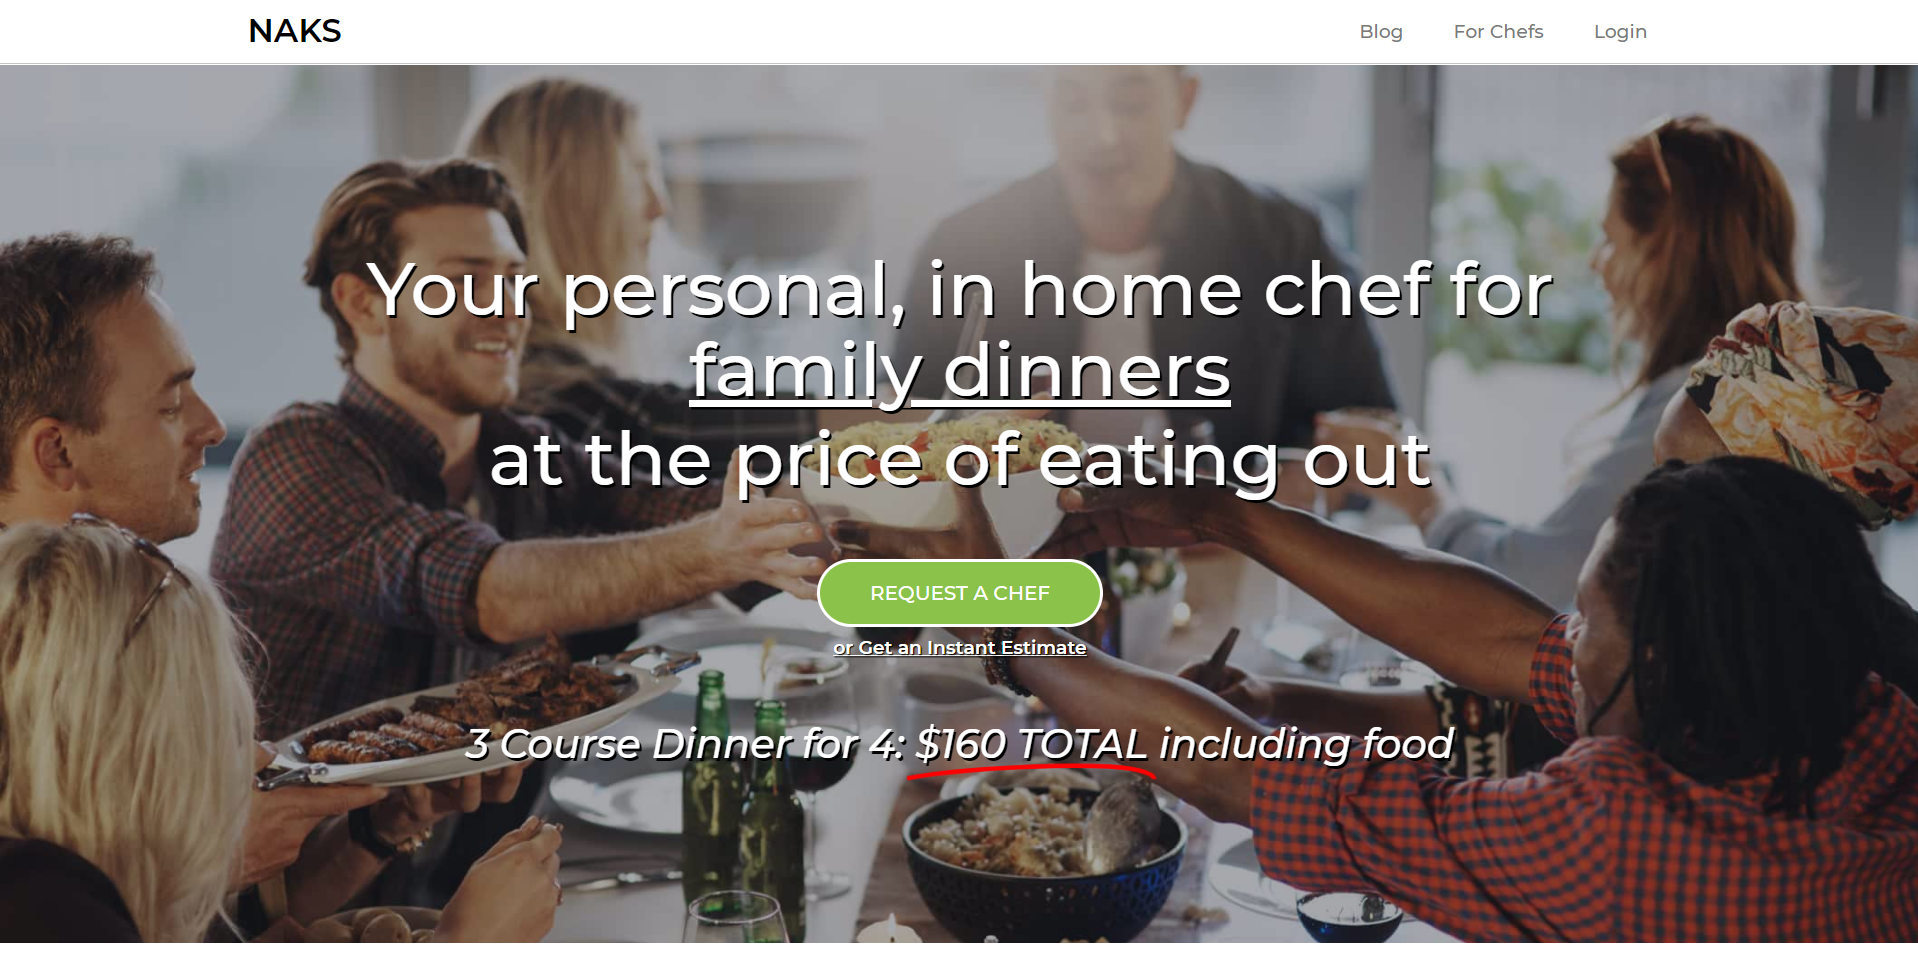 NAKS
Blog
For Chefs
Login
Your personal, in home chef for
family dinners
at the price of eating out
REQUEST A CHEF
or Get an Instant Estimate
3 Course Dinner for 4: $160 TOTAL including food